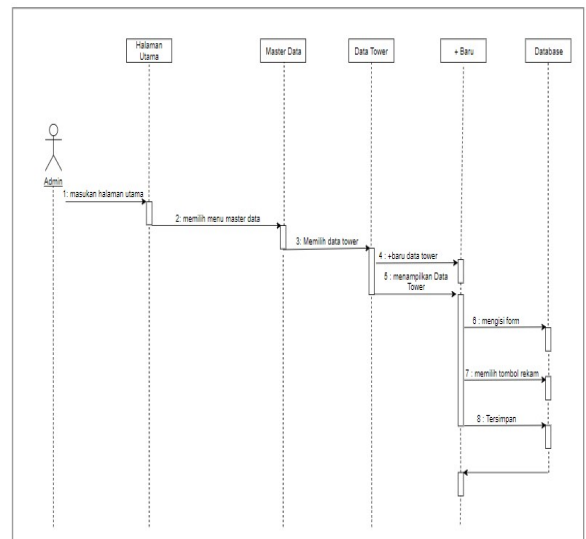 Halaman
Utama
Master Data
Data Tower
+ Baru
Database
Admin
1: masukan halaman utama
2: memilih menu master data
3: Memilih data tower
4 : +baru data tower
5 : menampilkan Data
Tower
6 : mengisi form
7 : memilih tombol rekam
8 : Tersimpan